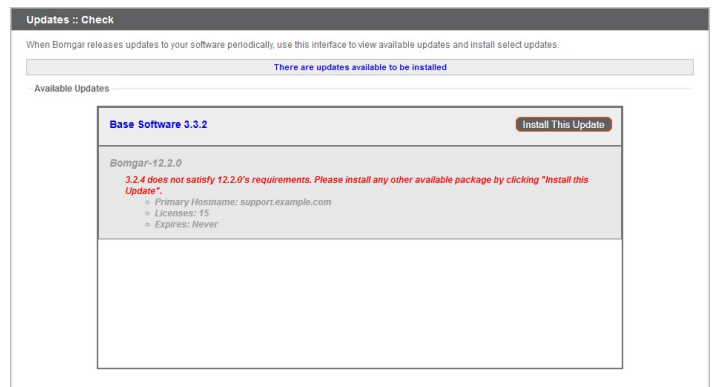 Updates :: Check
When Bomgar releases updates to your software periodically, use this interface to view available updates and install select updates.
There are updates available to be installed
Available Updates
Base Software 3.3.2
Install This Update
Bomgar-12.2.0
3.2.4 does not satisfy 12.2.0's requirements. Please install any other available package by clicking "Install this
Update".
Primary Hostname: support.example.com
Licenses: 15
Expires: Never